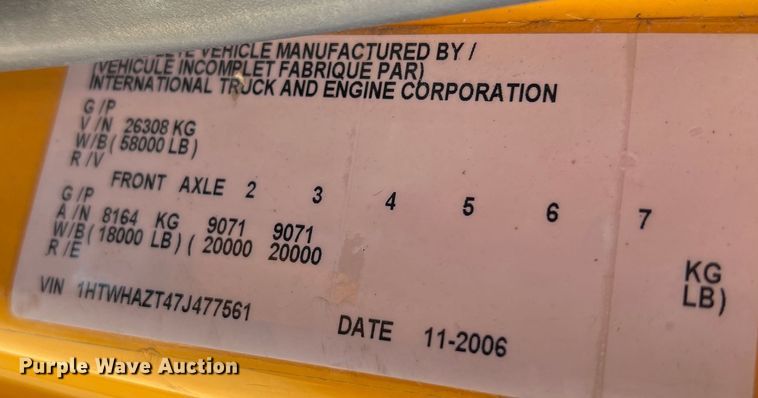 VEHICLE MANUFACTURED BY /
(VEHICULE INCOMPLET FABRIQUE PAR)
INTERNATIONAL TRUCK AND ENGINE CORPORATION
G /P
V /N 26308 KG
W/B ( 58000 LB )
R /V
FRONT AXLE 2 3 4 5 6 7
G /P
A /N 8164 KG 9071 9071 KG
W/B ( 18000 LB ) ( 20000 20000 LB )
R /E
VIN 1HTWHAZT47J477561
DATE 11-2006
Purple Wave Auction